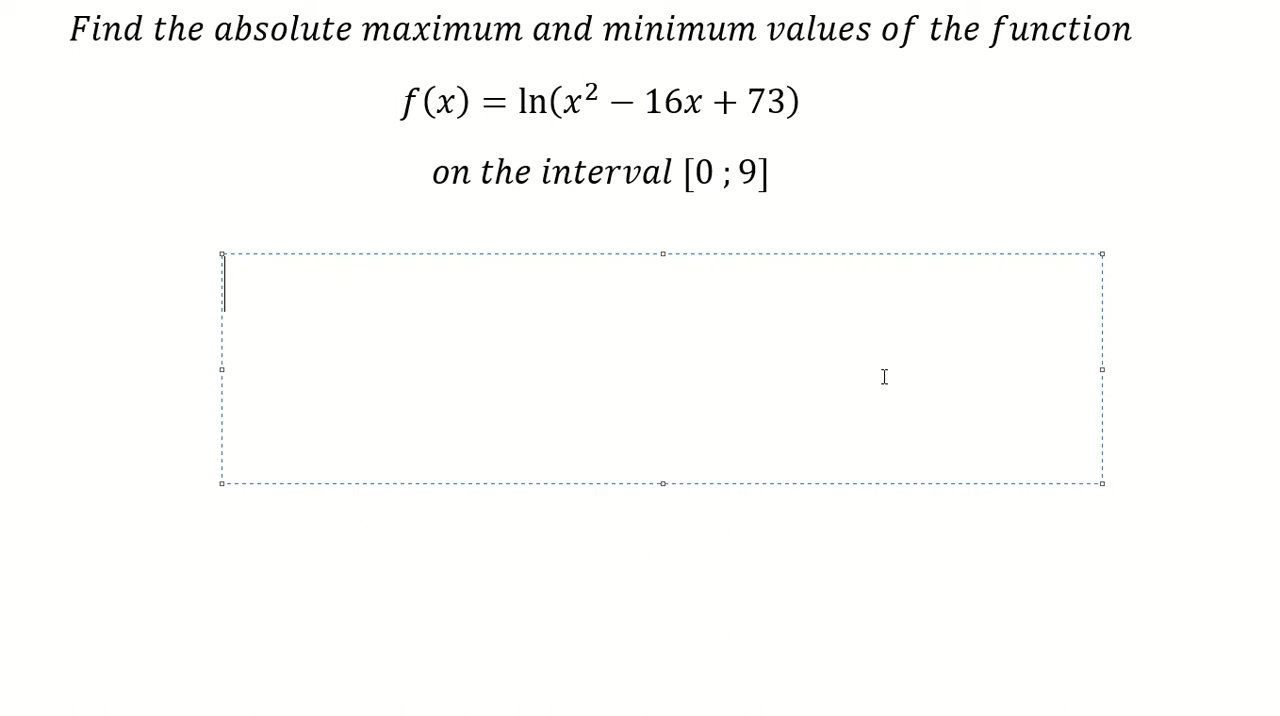 Find the absolute maximum and minimum values of the function
f(x) = ln(x² − 16x + 73)
on the interval [0 ; 9]